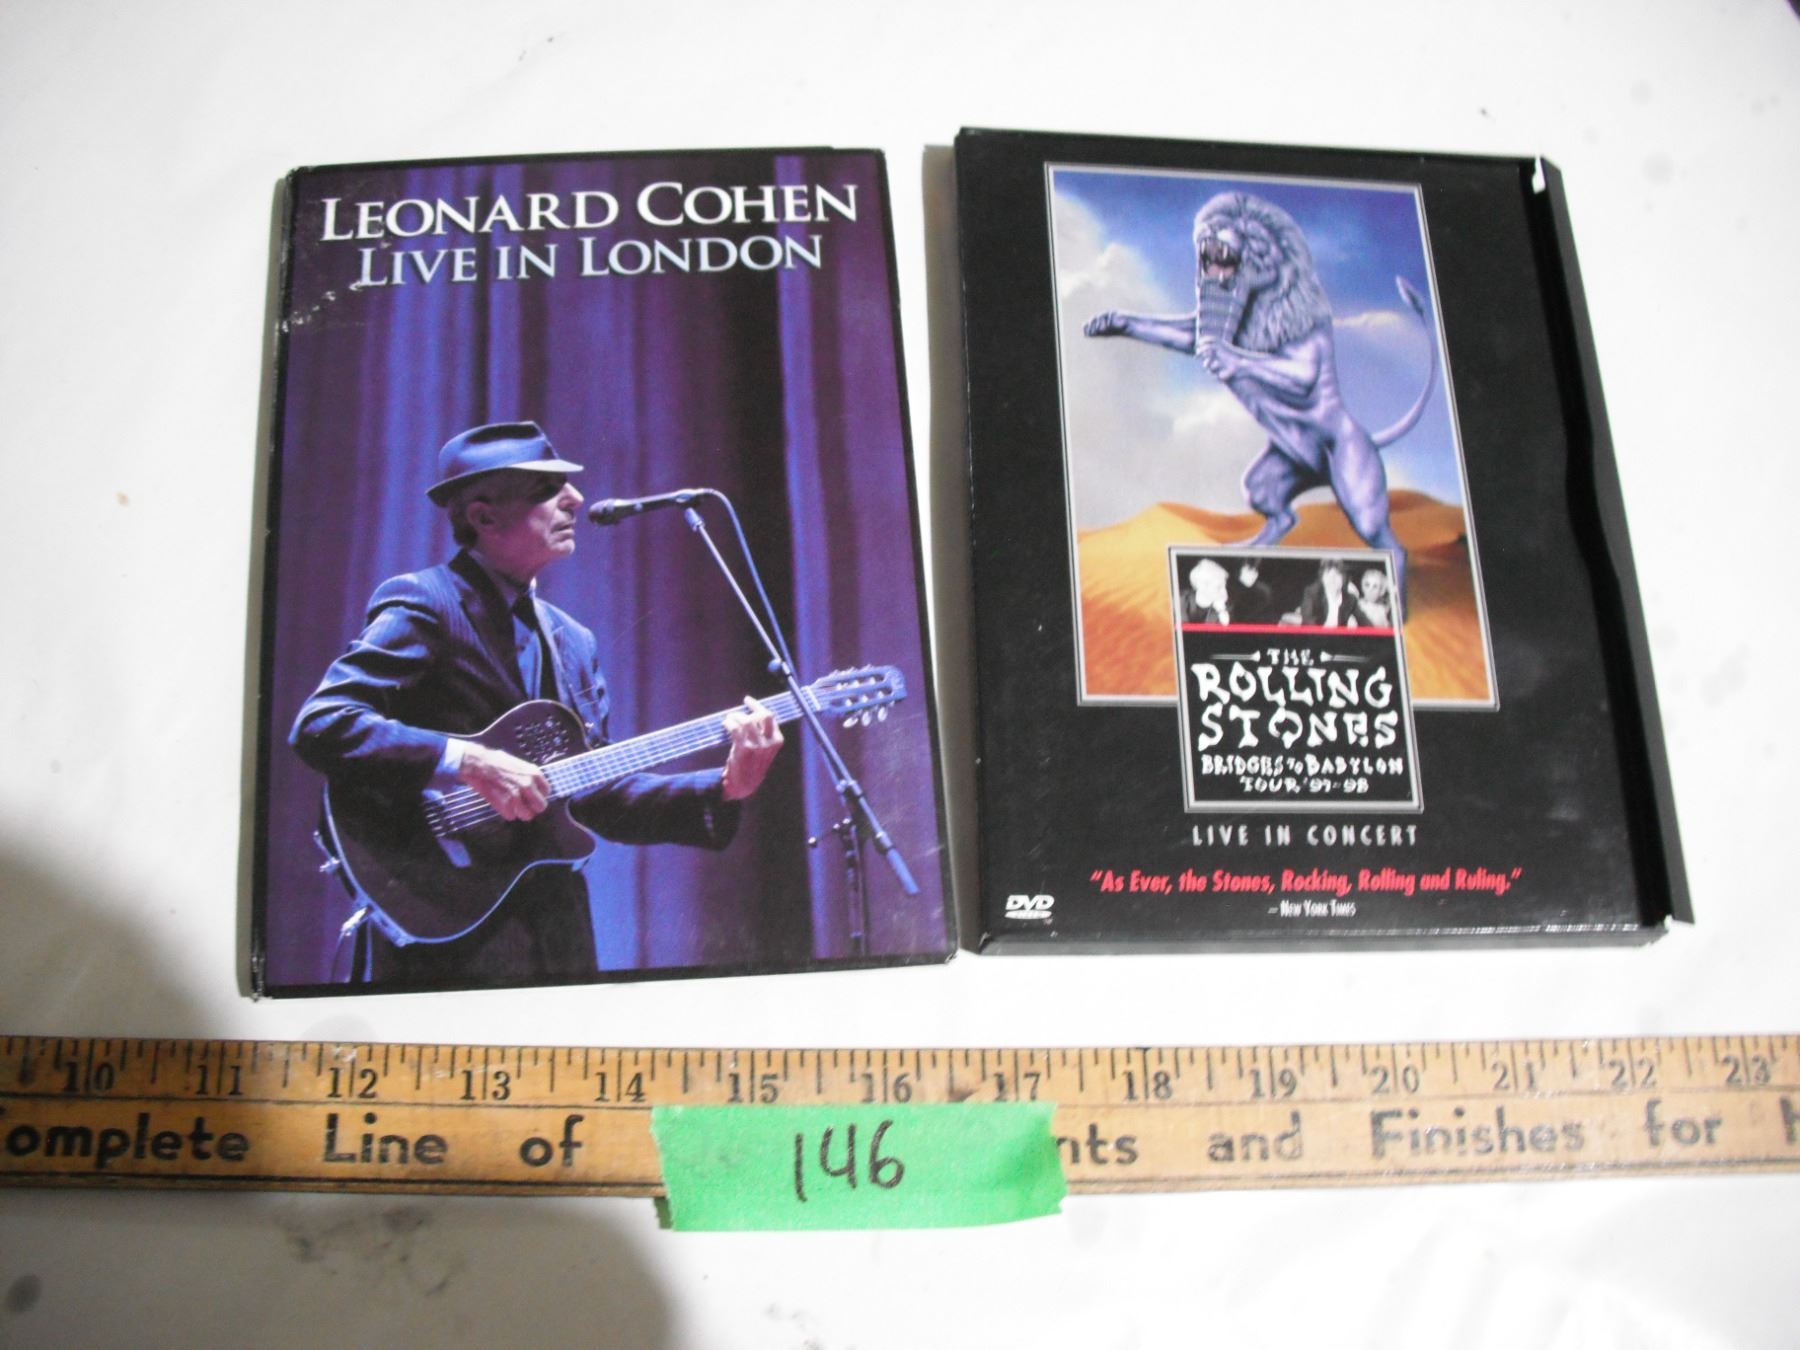 LEONARD COHEN
LIVE IN LONDON
THE
ROLLING
STONES
BRIDGES TO BABYLON
TOUR '97-98
LIVE IN CONCERT
"As Ever, the Stones, Rocking, Rolling and Ruling."
– NEW YORK TIMES
DVD
10 11 12 13 14 15 16 17 18 19 20 21 22 23
omplete Line of nts and Finishes for
146